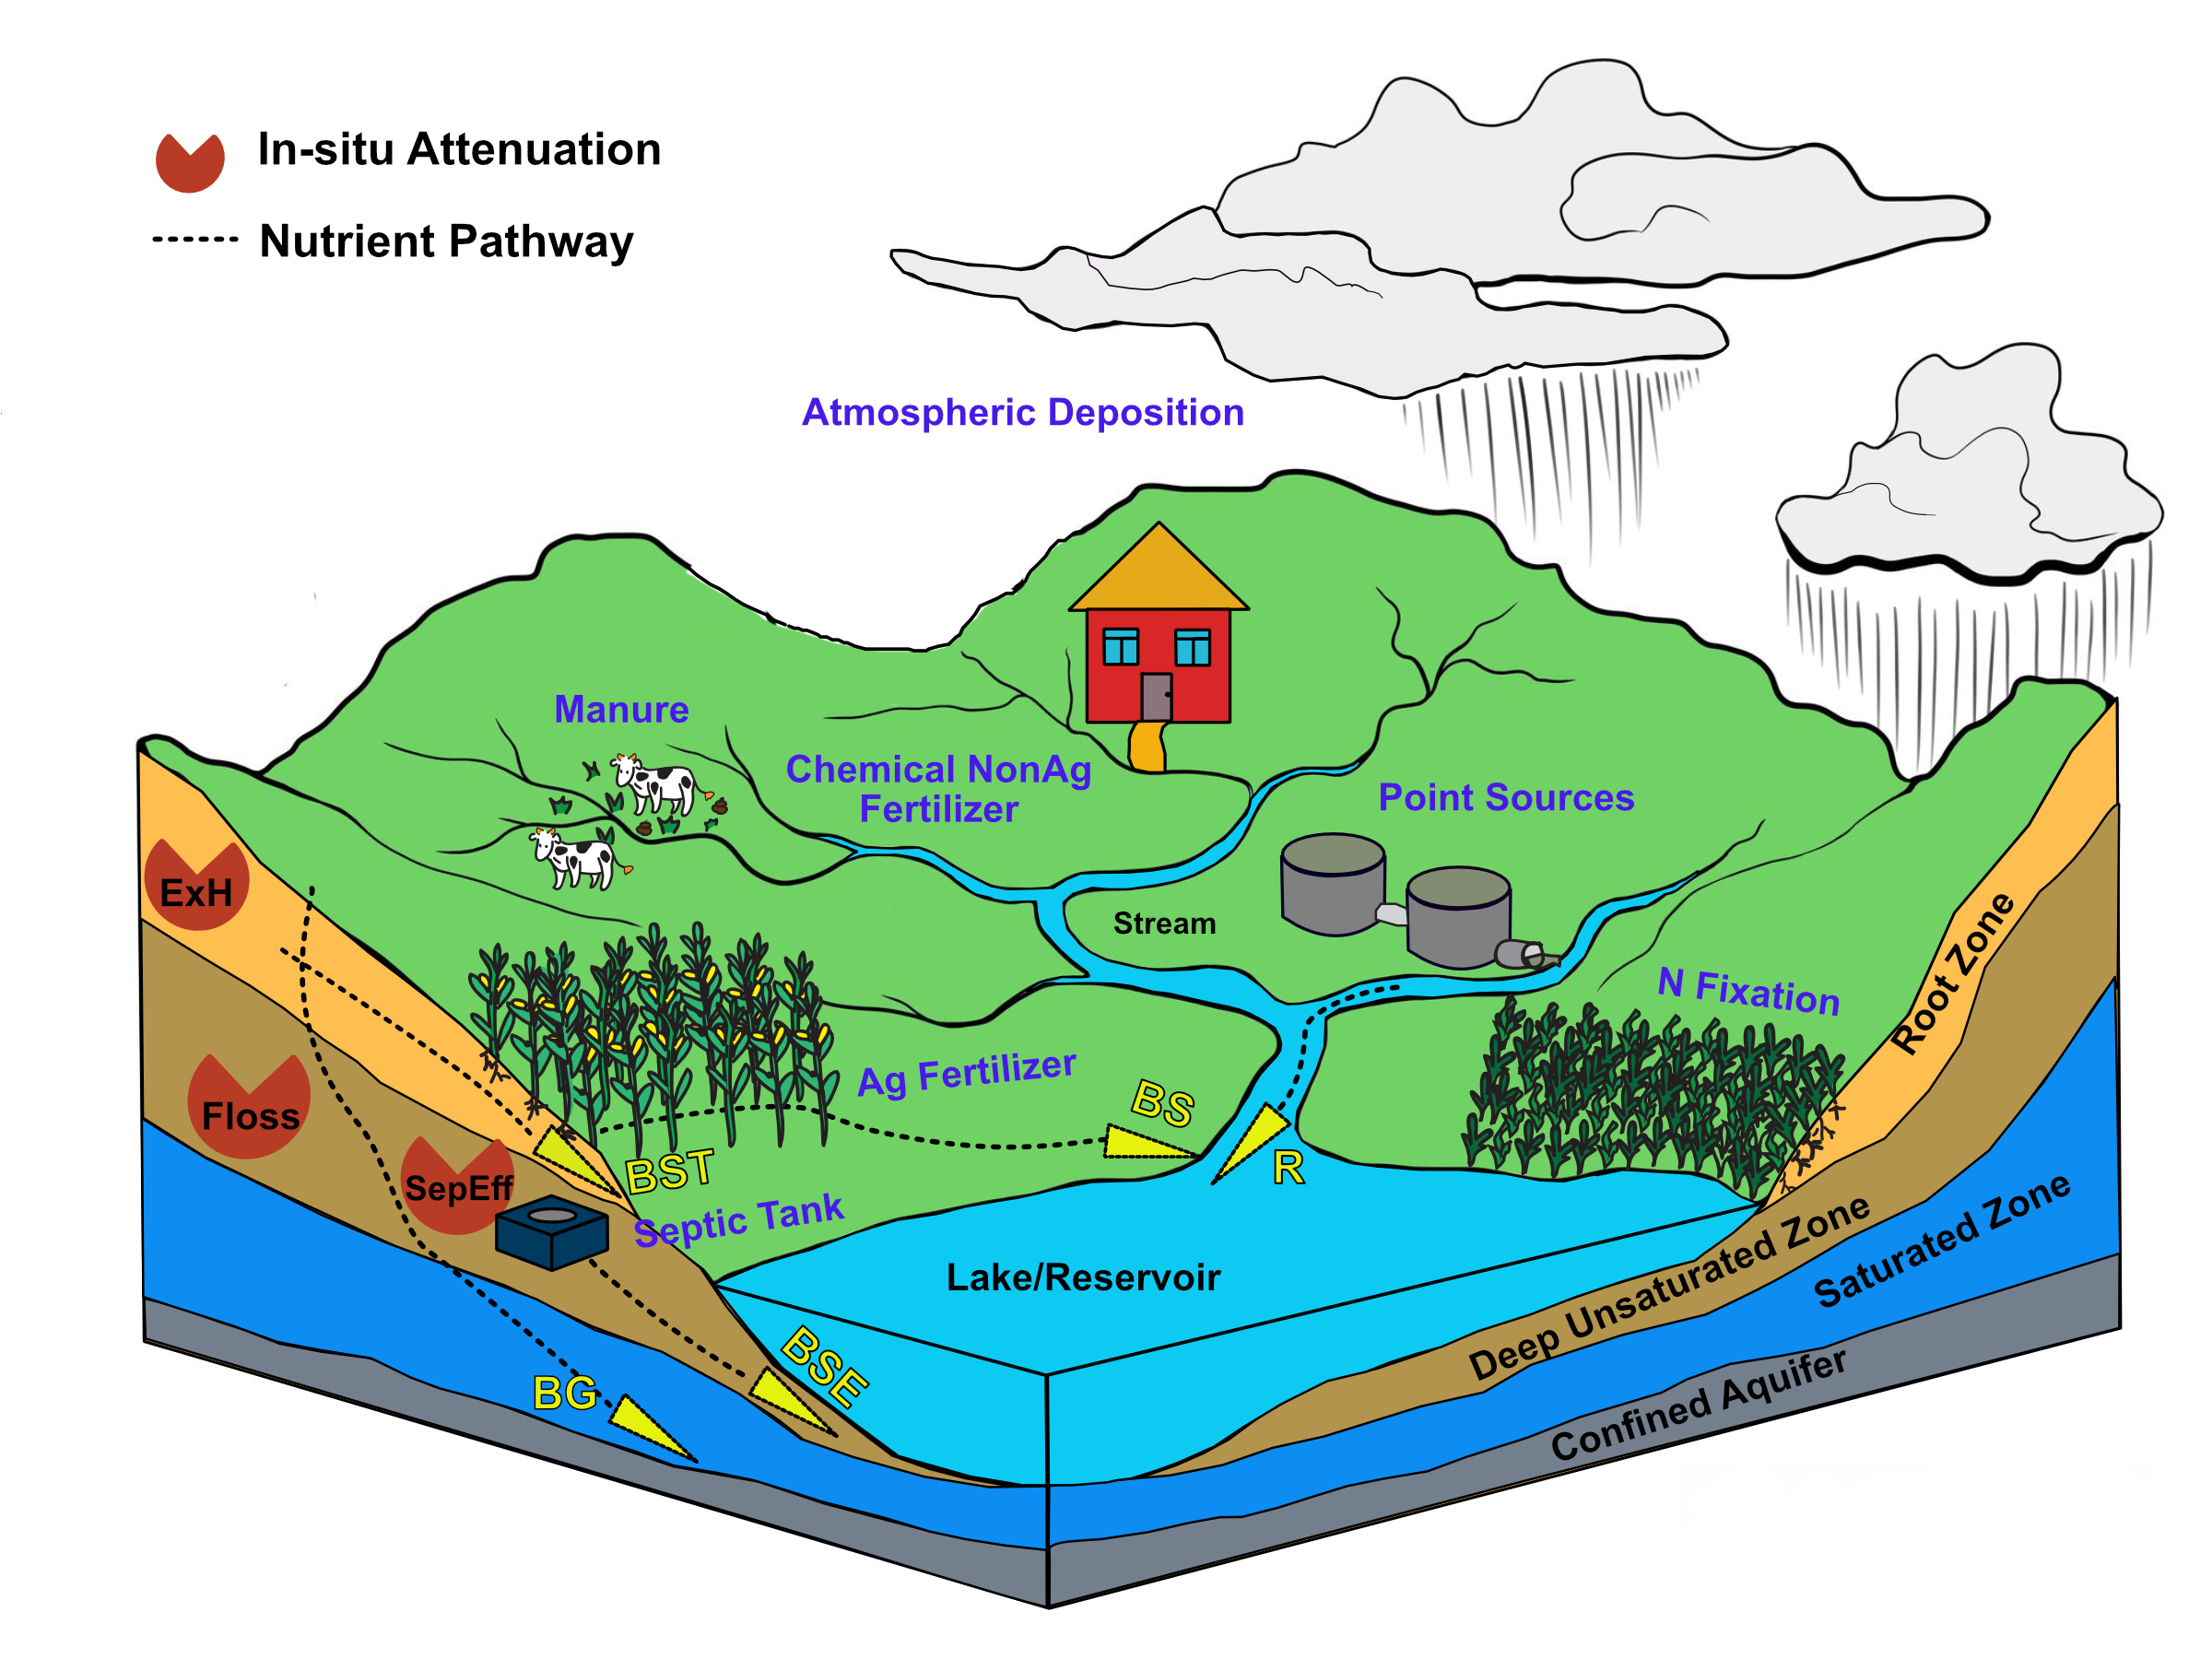 In-situ Attenuation
Nutrient Pathway
Atmospheric Deposition
Manure
Chemical NonAg
Fertilizer
Point Sources
ExH
Stream
N Fixation
Root Zone
Floss
Ag Fertilizer
BS
SepEff
BST
R
Septic Tank
Lake/Reservoir
Deep Unsaturated Zone
Saturated Zone
BSE
BG
Confined Aquifer